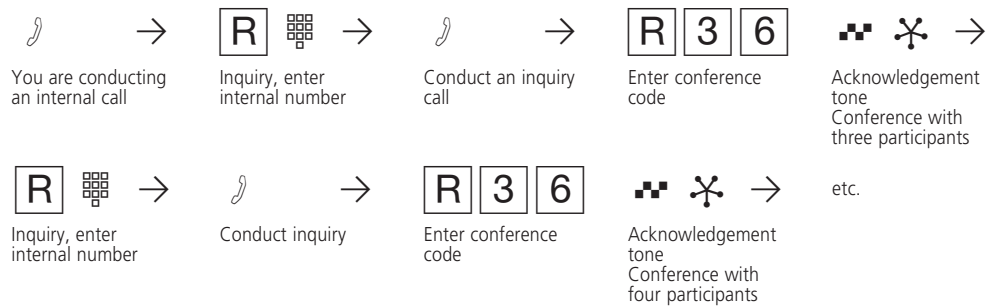 R R 3 6
You are conducting
an internal call
Inquiry, enter
internal number
Conduct an inquiry
call
Enter conference
code
Acknowledgement
tone
Conference with
three participants
R R 3 6
Inquiry, enter
internal number
Conduct inquiry
Enter conference
code
Acknowledgement
tone
Conference with
four participants
etc.